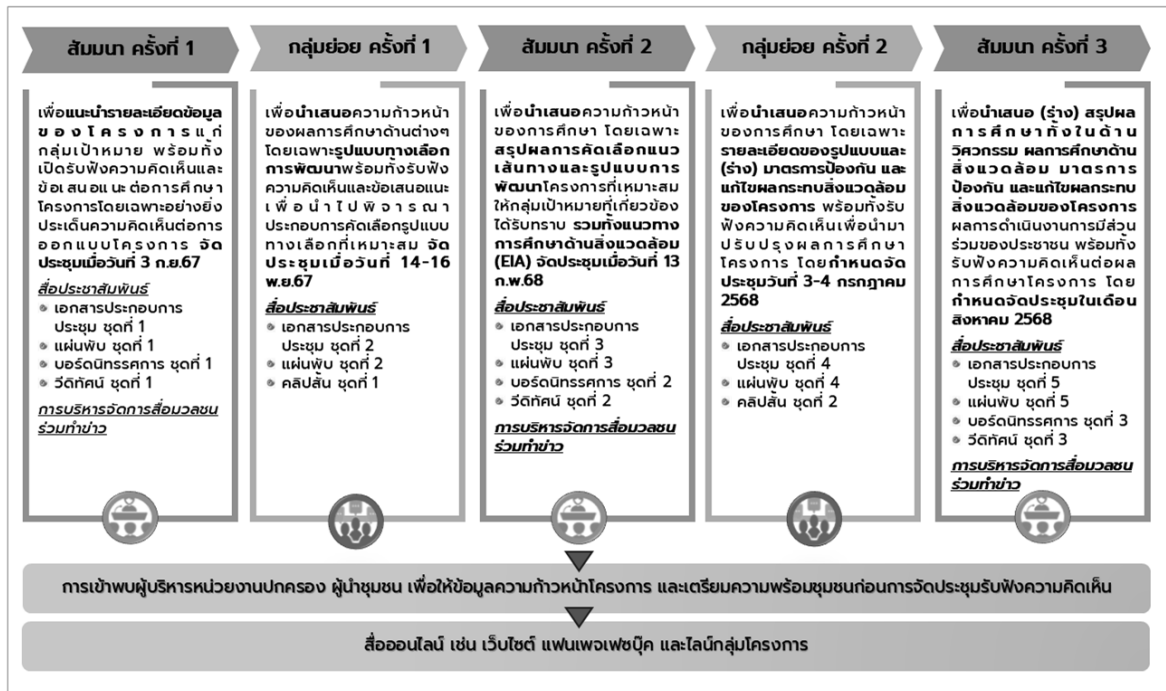 สัมมนา ครั้งที่ 1
เพื่อแนะนำรายละเอียดข้อมูล
ของโครงการแก่
กลุ่มเป้าหมาย พร้อมทั้ง
เปิดรับฟังความคิดเห็นและ
ข้อเสนอแนะต่อการศึกษา
โครงการโดยเฉพาะอย่างยิ่ง
ประเด็นความคิดเห็นต่อการ
ออกแบบโครงการ จัด
ประชุมเมื่อวันที่ 3 ก.ย.67
สื่อประชาสัมพันธ์
เอกสารประกอบการ
ประชุม ชุดที่ 1
แผ่นพับ ชุดที่ 1
บอร์ดนิทรรศการ ชุดที่ 1
วีดิทัศน์ ชุดที่ 1
การบริหารจัดการสื่อมวลชน
ร่วมทำข่าว
กลุ่มย่อย ครั้งที่ 1
เพื่อนำเสนอความก้าวหน้า
ของผลการศึกษาด้านต่างๆ
โดยเฉพาะรูปแบบทางเลือก
การพัฒนาพร้อมทั้งรับฟัง
ความคิดเห็นและข้อเสนอแนะ
เพื่อนำไปพิจารณา
ประกอบการคัดเลือกรูปแบบ
ทางเลือกที่เหมาะสม จัด
ประชุมเมื่อวันที่ 14-16
พ.ย.67
สื่อประชาสัมพันธ์
เอกสารประกอบการ
ประชุม ชุดที่ 2
แผ่นพับ ชุดที่ 2
คลิปสั้น ชุดที่ 1
สัมมนา ครั้งที่ 2
เพื่อนำเสนอความก้าวหน้า
ของการศึกษา โดยเฉพาะ
สรุปผลการคัดเลือกแนว
เส้นทางและรูปแบบการ
พัฒนาโครงการที่เหมาะสม
ให้กลุ่มเป้าหมายที่เกี่ยวข้อง
ได้รับทราบ รวมทั้งแนวทาง
การศึกษาด้านสิ่งแวดล้อม
(EIA) จัดประชุมเมื่อวันที่ 13
ก.พ.68
สื่อประชาสัมพันธ์
เอกสารประกอบการ
ประชุม ชุดที่ 3
แผ่นพับ ชุดที่ 3
บอร์ดนิทรรศการ ชุดที่ 2
วีดิทัศน์ ชุดที่ 2
การบริหารจัดการสื่อมวลชน
ร่วมทำข่าว
กลุ่มย่อย ครั้งที่ 2
เพื่อนำเสนอความก้าวหน้า
ของการศึกษา โดยเฉพาะ
รายละเอียดของรูปแบบและ
(ร่าง) มาตรการป้องกัน และ
แก้ไขผลกระทบสิ่งแวดล้อม
ของโครงการ พร้อมทั้งรับ
ฟังความคิดเห็นเพื่อนำมา
ปรับปรุงผลการศึกษา
โครงการ โดยกำหนดจัด
ประชุมวันที่ 3-4 กรกฎาคม
2568
สื่อประชาสัมพันธ์
เอกสารประกอบการ
ประชุม ชุดที่ 4
แผ่นพับ ชุดที่ 4
คลิปสั้น ชุดที่ 2
สัมมนา ครั้งที่ 3
เพื่อนำเสนอ (ร่าง) สรุปผล
การศึกษาทั้งในด้าน
วิศวกรรม ผลการศึกษาด้าน
สิ่งแวดล้อม มาตรการ
ป้องกัน และแก้ไขผลกระทบ
สิ่งแวดล้อมของโครงการ
ผลการดำเนินงานการมีส่วน
ร่วมของประชาชน พร้อมทั้ง
รับฟังความคิดเห็นต่อผล
การศึกษาโครงการ โดย
กำหนดจัดประชุมในเดือน
สิงหาคม 2568
สื่อประชาสัมพันธ์
เอกสารประกอบการ
ประชุม ชุดที่ 5
แผ่นพับ ชุดที่ 5
บอร์ดนิทรรศการ ชุดที่ 3
วีดิทัศน์ ชุดที่ 3
การบริหารจัดการสื่อมวลชน
ร่วมทำข่าว
การเข้าพบผู้บริหารหน่วยงานปกครอง ผู้นำชุมชน เพื่อให้ข้อมูลความก้าวหน้าโครงการ และเตรียมความพร้อมชุมชนก่อนการจัดประชุมรับฟังความคิดเห็น
สื่อออนไลน์ เช่น เว็บไซต์ แฟนเพจเฟซบุ๊ค และไลน์กลุ่มโครงการ